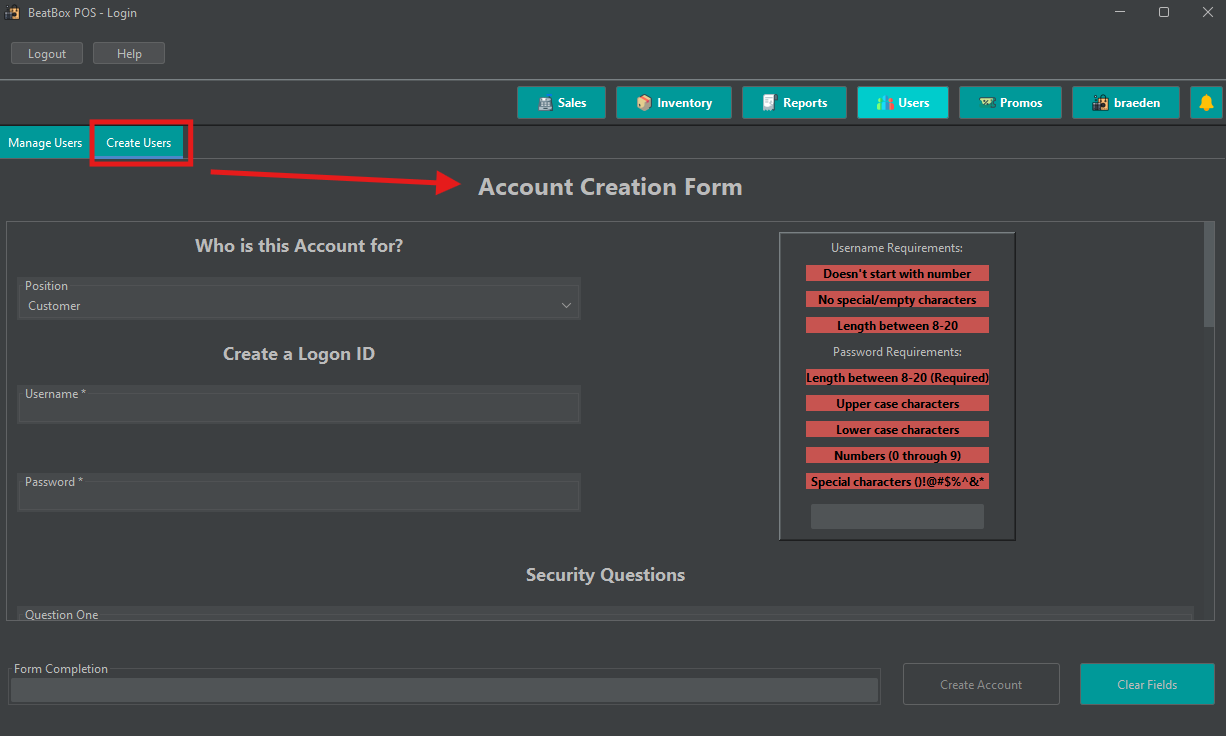 BeatBox POS - Login
Logout Help
Sales Inventory Reports Users Promos braeden
Manage Users Create Users
Account Creation Form
Who is this Account for?
Position
Customer
Create a Logon ID
Username *
Password *
Username Requirements:
Doesn't start with number
No special/empty characters
Length between 8-20
Password Requirements:
Length between 8-20 (Required)
Upper case characters
Lower case characters
Numbers (0 through 9)
Special characters ()!@#$%^&*
Security Questions
Question One
Form Completion
Create Account Clear Fields